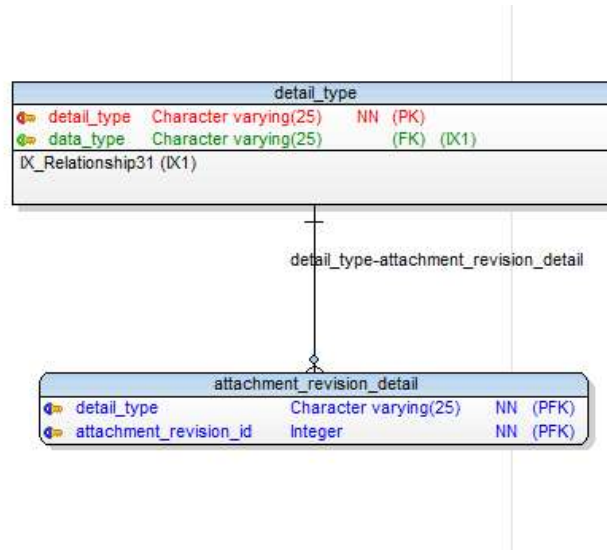 detail_type
detail_type Character varying(25) NN (PK)
data_type Character varying(25) (FK) (IX1)
IX_Relationship31 (IX1)
detail_type-attachment_revision_detail
attachment_revision_detail
detail_type Character varying(25) NN (PFK)
attachment_revision_id Integer NN (PFK)